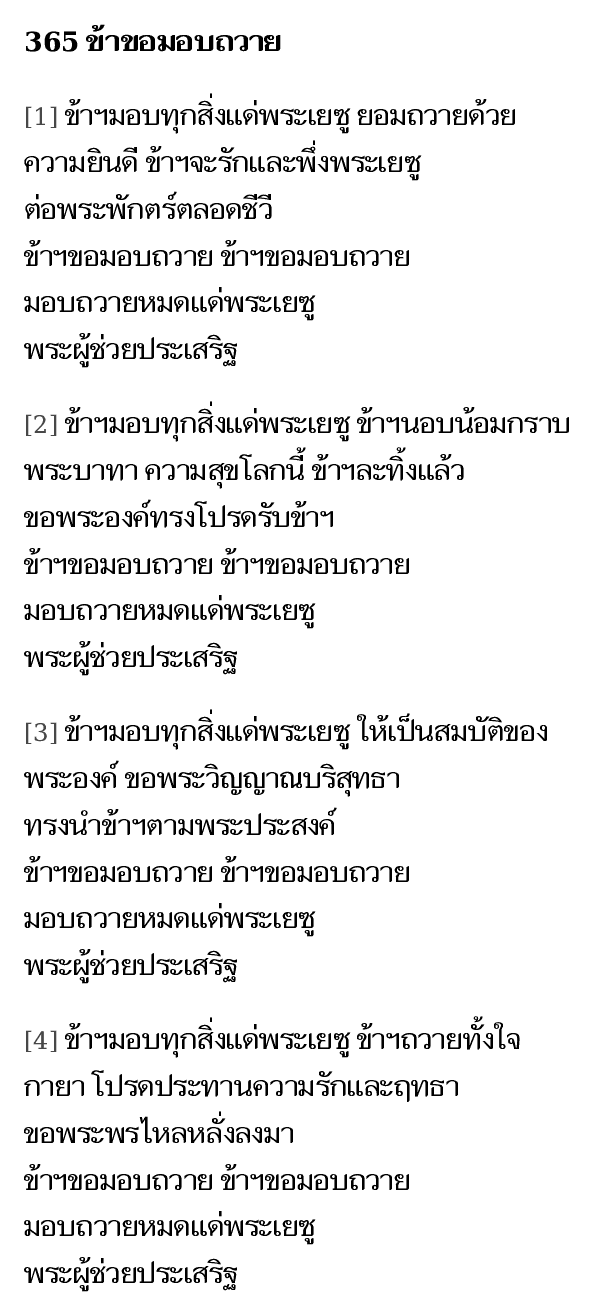 365 ข้าขอมอบถวาย
[1] ข้าฯมอบทุกสิ่งแด่พระเยซู ยอมถวายด้วย
ความยินดี ข้าฯจะรักและพึ่งพระเยซู
ต่อพระพักตร์ตลอดชีวี
ข้าฯขอมอบถวาย ข้าฯขอมอบถวาย
มอบถวายหมดแด่พระเยซู
พระผู้ช่วยประเสริฐ
[2] ข้าฯมอบทุกสิ่งแด่พระเยซู ข้าฯนอบน้อมกราบ
พระบาทา ความสุขโลกนี้ ข้าฯละทิ้งแล้ว
ขอพระองค์ทรงโปรดรับข้าฯ
ข้าฯขอมอบถวาย ข้าฯขอมอบถวาย
มอบถวายหมดแด่พระเยซู
พระผู้ช่วยประเสริฐ
[3] ข้าฯมอบทุกสิ่งแด่พระเยซู ให้เป็นสมบัติของ
พระองค์ ขอพระวิญญาณบริสุทธา
ทรงนำข้าฯตามพระประสงค์
ข้าฯขอมอบถวาย ข้าฯขอมอบถวาย
มอบถวายหมดแด่พระเยซู
พระผู้ช่วยประเสริฐ
[4] ข้าฯมอบทุกสิ่งแด่พระเยซู ข้าฯถวายทั้งใจ
กายา โปรดประทานความรักและฤทธา
ขอพระพรไหลหลั่งลงมา
ข้าฯขอมอบถวาย ข้าฯขอมอบถวาย
มอบถวายหมดแด่พระเยซู
พระผู้ช่วยประเสริฐ